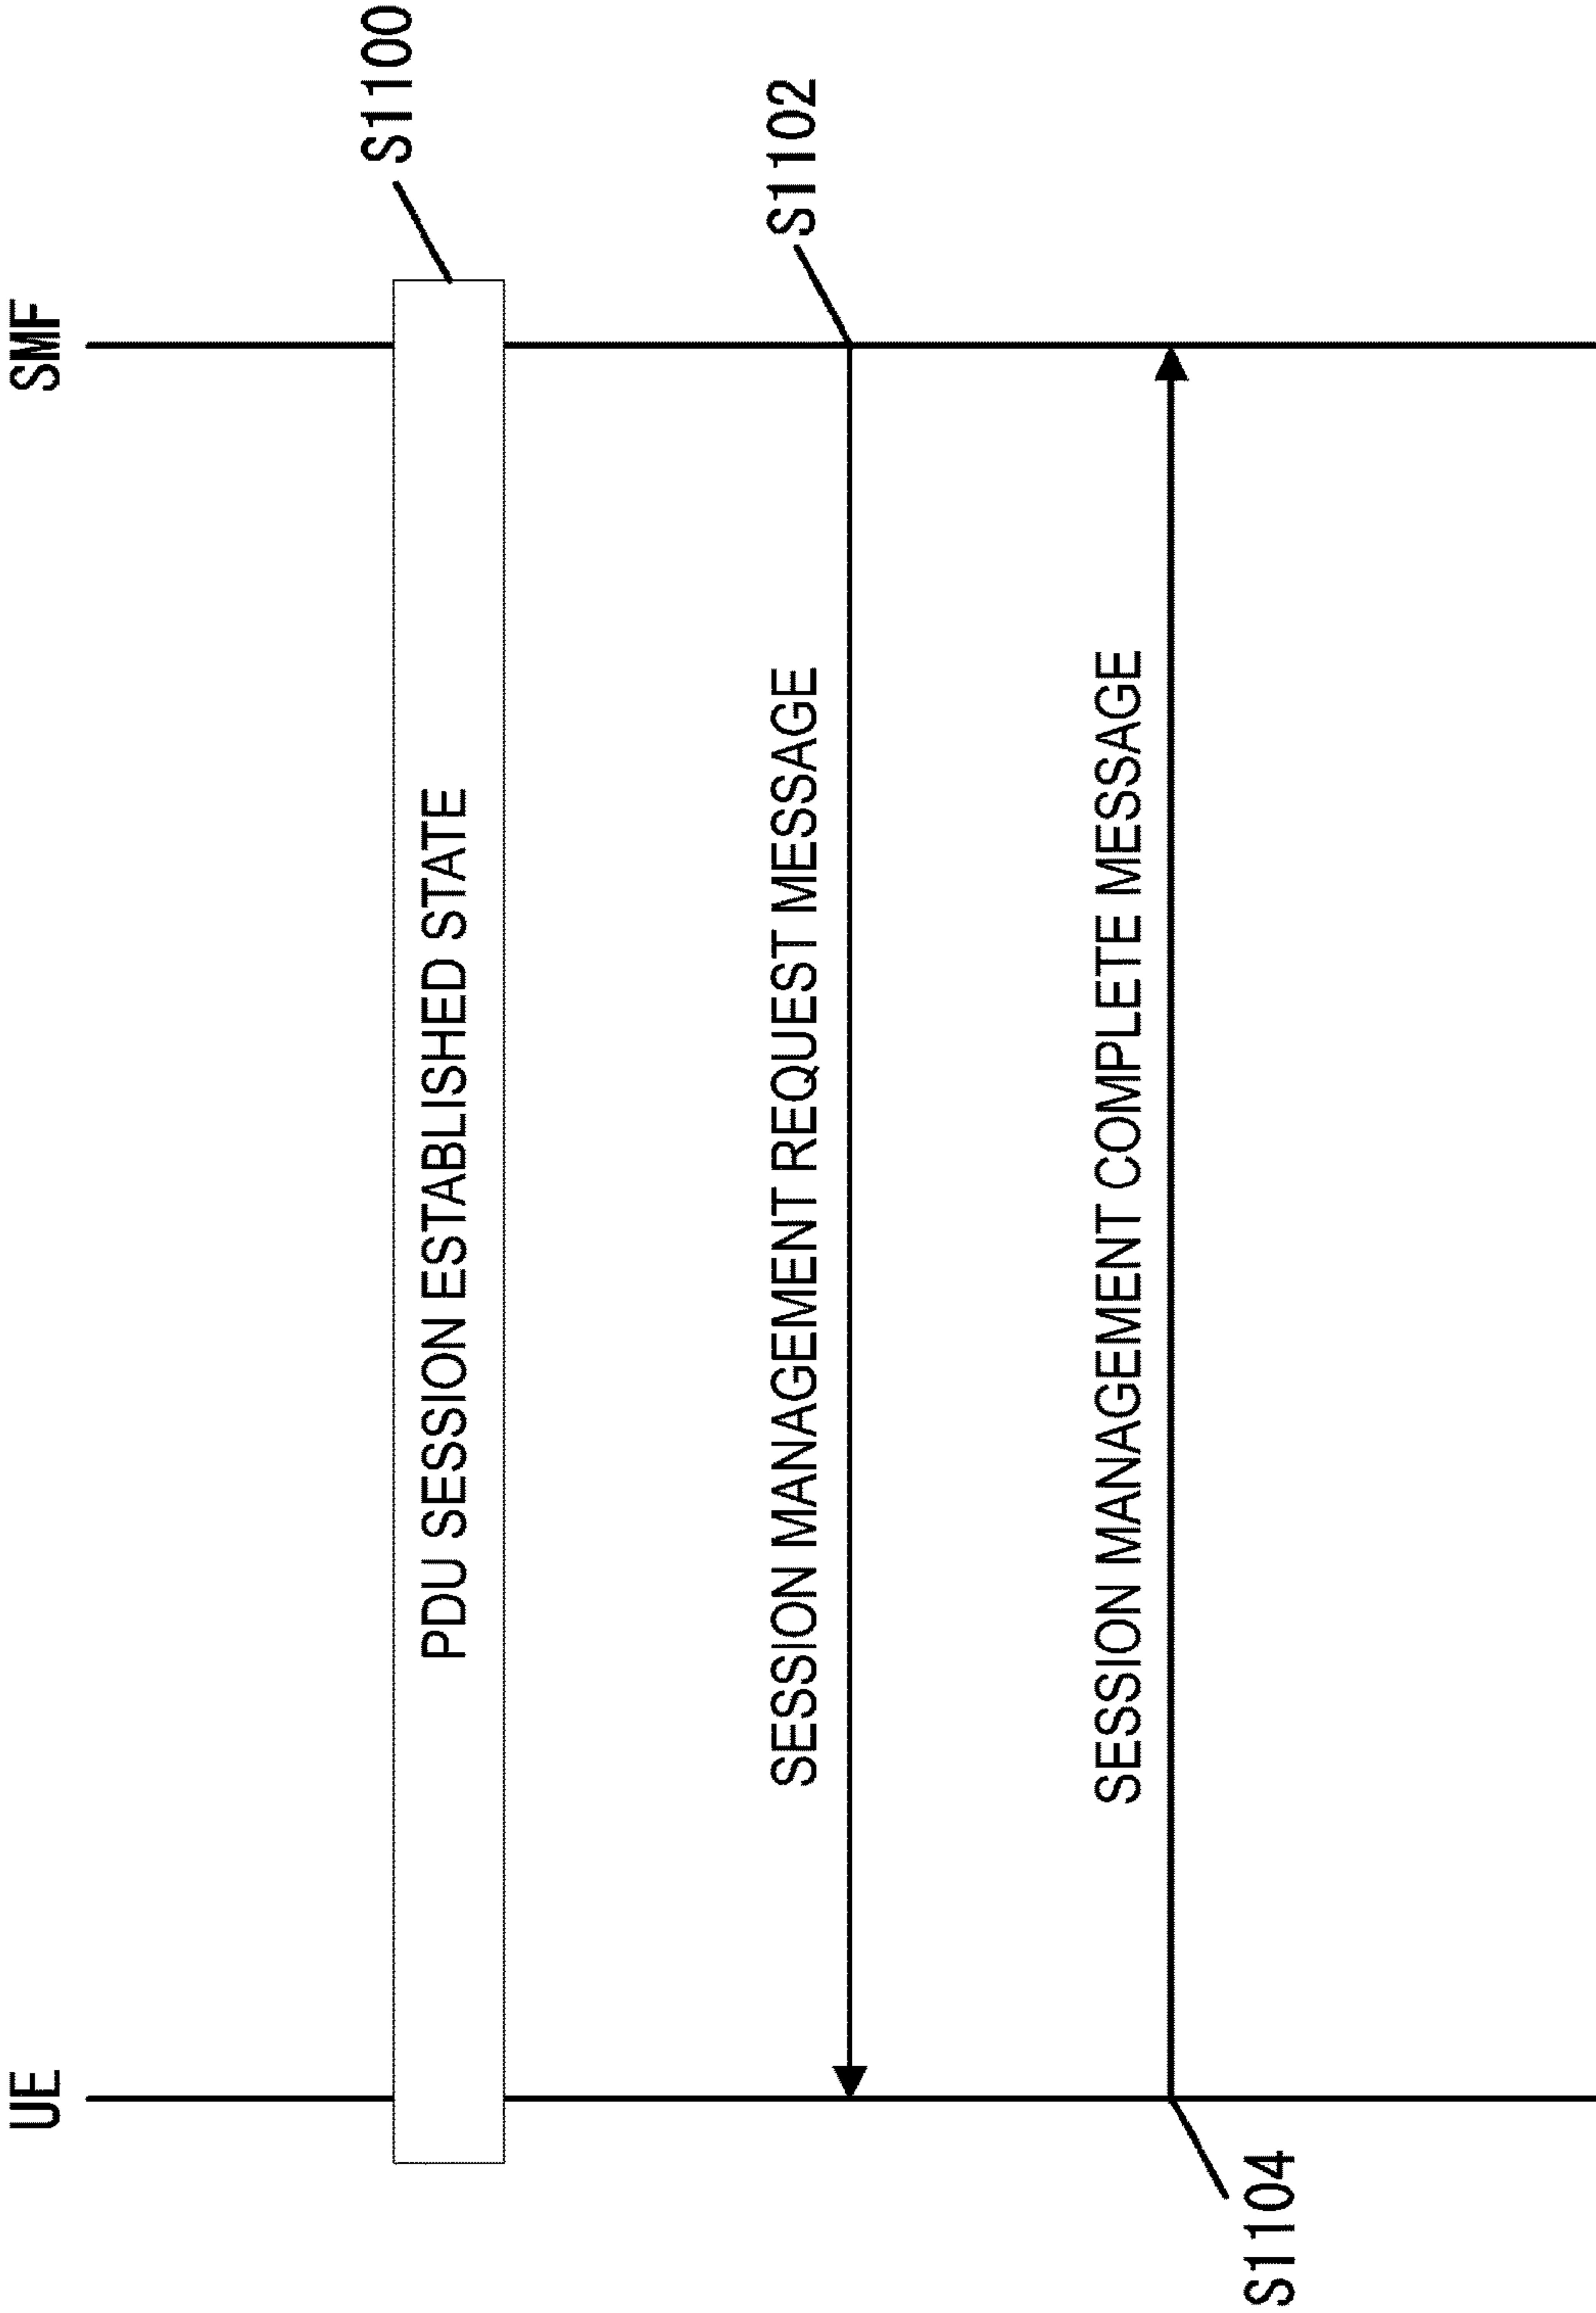 UE
SMF
S1100
PDU SESSION ESTABLISHED STATE
S1102
SESSION MANAGEMENT REQUEST MESSAGE
SESSION MANAGEMENT COMPLETE MESSAGE
S1104